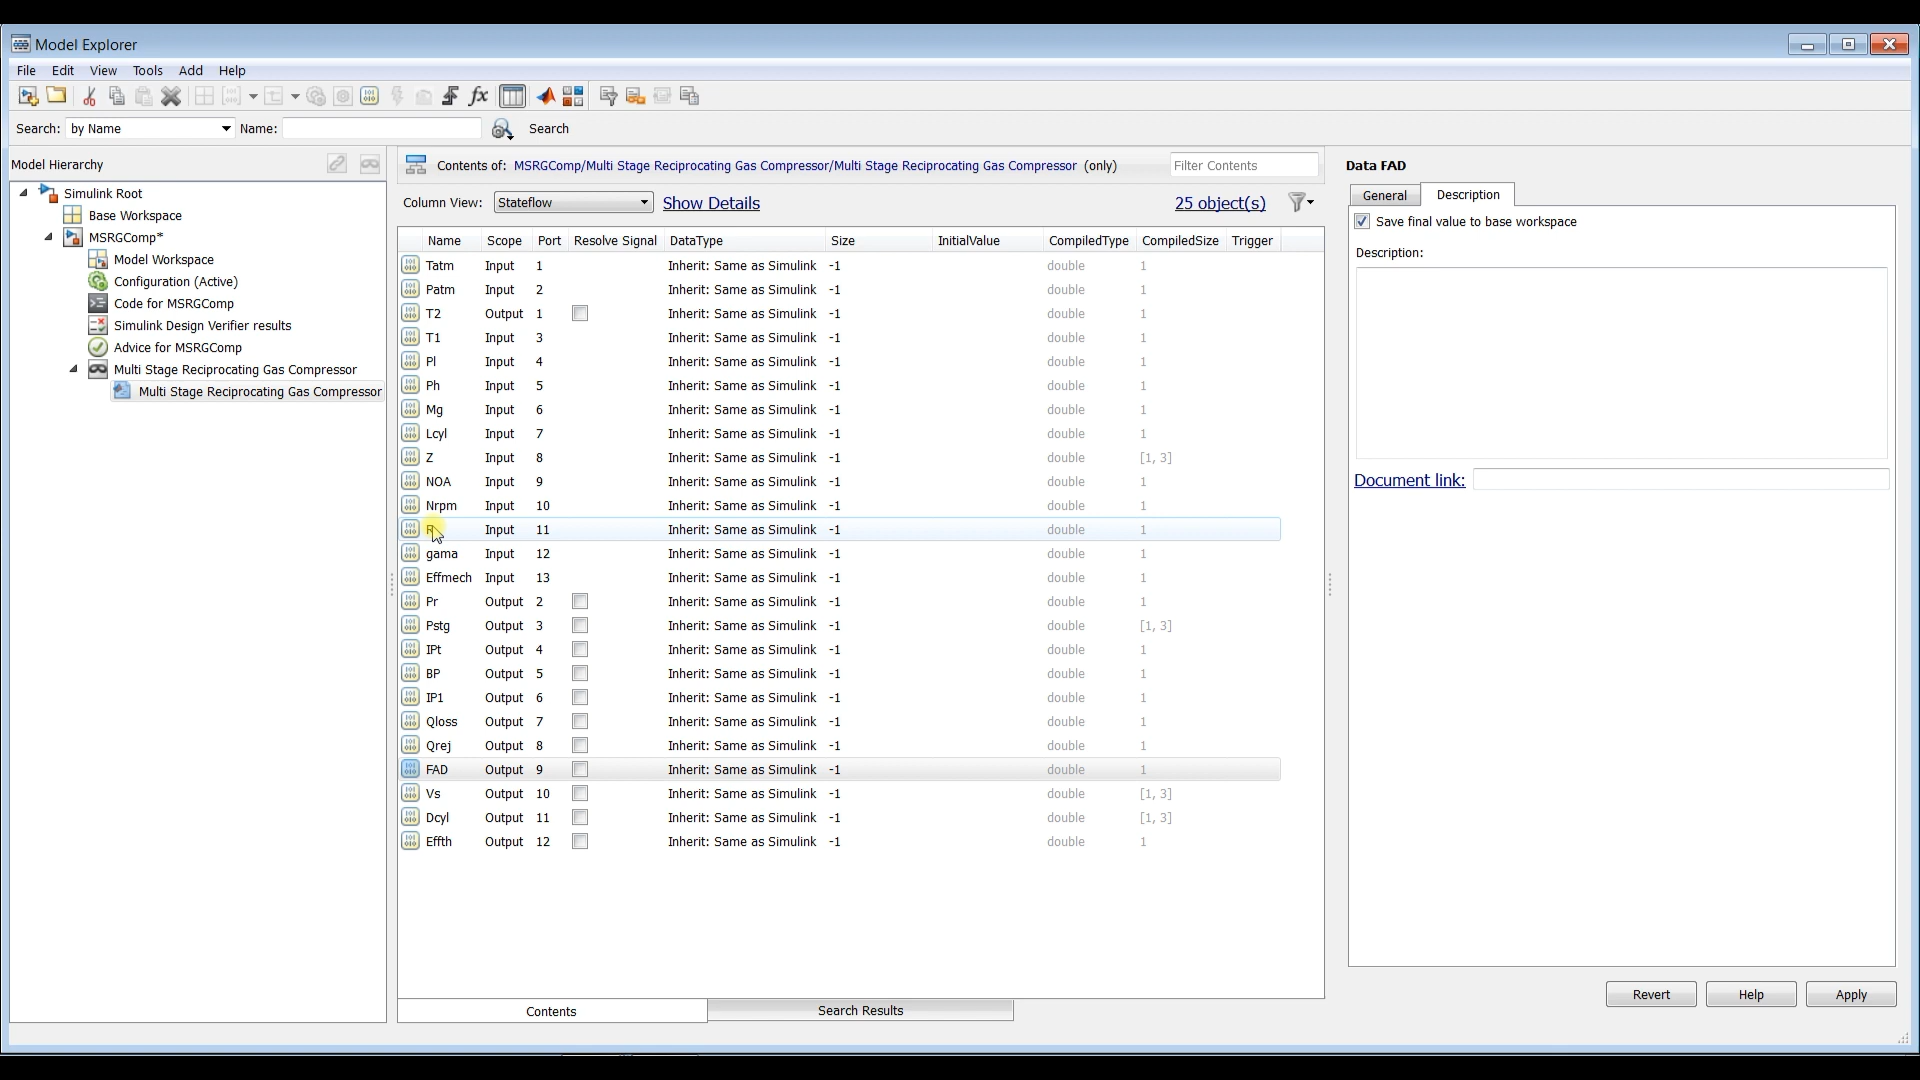 Model Explorer
File Edit View Tools Add Help
Search: by Name Name: Search
Model Hierarchy
Simulink Root
Base Workspace
MSRGComp*
Model Workspace
Configuration (Active)
Code for MSRGComp
Simulink Design Verifier results
Advice for MSRGComp
Multi Stage Reciprocating Gas Compressor
Multi Stage Reciprocating Gas Compressor
Contents of: MSRGComp/Multi Stage Reciprocating Gas Compressor/Multi Stage Reciprocating Gas Compressor (only) Filter Contents
Column View: Stateflow Show Details 25 object(s)
Name Scope Port Resolve Signal DataType Size InitialValue CompiledType CompiledSize Trigger
Tatm Input 1 Inherit: Same as Simulink -1 double 1
Patm Input 2 Inherit: Same as Simulink -1 double 1
T2 Output 1 Inherit: Same as Simulink -1 double 1
T1 Input 3 Inherit: Same as Simulink -1 double 1
Pl Input 4 Inherit: Same as Simulink -1 double 1
Ph Input 5 Inherit: Same as Simulink -1 double 1
Mg Input 6 Inherit: Same as Simulink -1 double 1
Lcyl Input 7 Inherit: Same as Simulink -1 double 1
Z Input 8 Inherit: Same as Simulink -1 double [1, 3]
NOA Input 9 Inherit: Same as Simulink -1 double 1
Nrpm Input 10 Inherit: Same as Simulink -1 double 1
R Input 11 Inherit: Same as Simulink -1 double 1
gama Input 12 Inherit: Same as Simulink -1 double 1
Effmech Input 13 Inherit: Same as Simulink -1 double 1
Pr Output 2 Inherit: Same as Simulink -1 double 1
Pstg Output 3 Inherit: Same as Simulink -1 double [1, 3]
IPt Output 4 Inherit: Same as Simulink -1 double 1
BP Output 5 Inherit: Same as Simulink -1 double 1
IP1 Output 6 Inherit: Same as Simulink -1 double 1
Qloss Output 7 Inherit: Same as Simulink -1 double 1
Qrej Output 8 Inherit: Same as Simulink -1 double 1
FAD Output 9 Inherit: Same as Simulink -1 double 1
Vs Output 10 Inherit: Same as Simulink -1 double [1, 3]
Dcyl Output 11 Inherit: Same as Simulink -1 double [1, 3]
Effth Output 12 Inherit: Same as Simulink -1 double 1
Contents Search Results
Data FAD
General Description
Save final value to base workspace
Description:
Document link:
Revert Help Apply